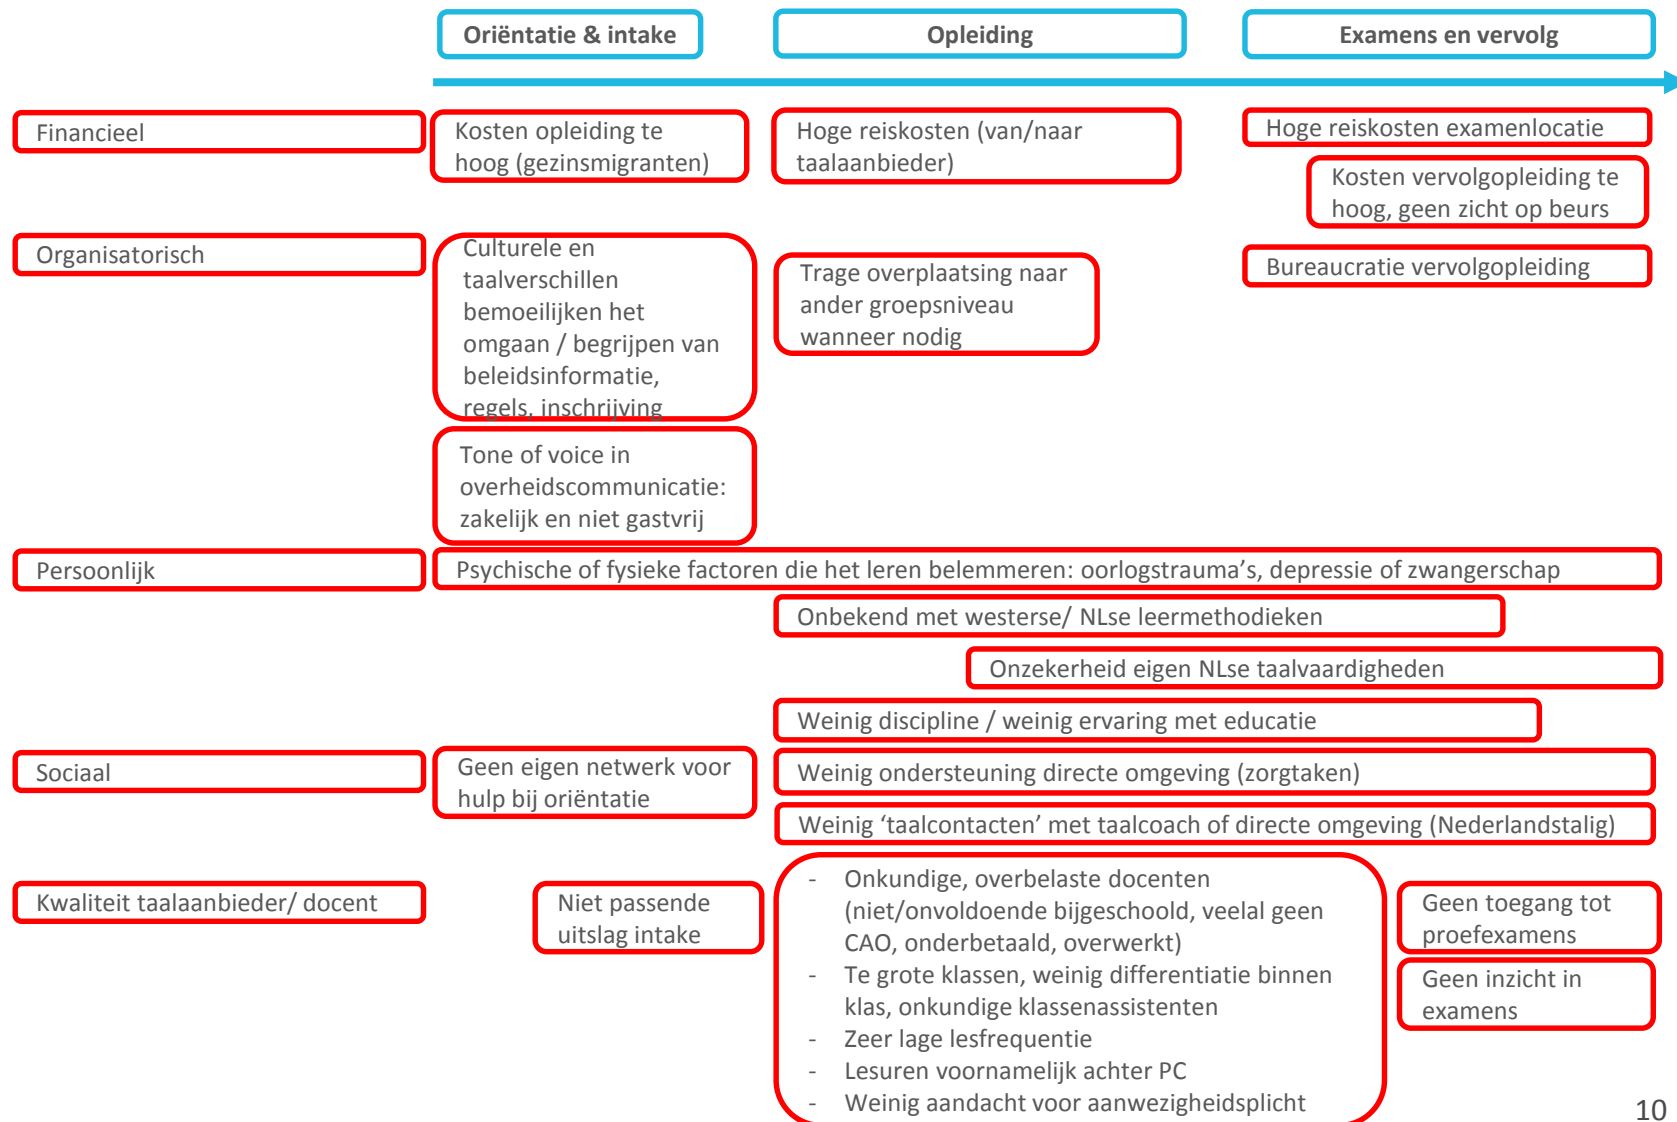 Oriëntatie & intake
Opleiding
Examens en vervolg
Financieel
Kosten opleiding te
hoog (gezinsmigranten)
Hoge reiskosten (van/naar
taalaanbieder)
Hoge reiskosten examenlocatie
Kosten vervolgopleiding te
hoog, geen zicht op beurs
Organisatorisch
Culturele en
taalverschillen
bemoeilijken het
omgaan / begrijpen van
beleidsinformatie,
regels, inschrijving
Trage overplaatsing naar
ander groepsniveau
wanneer nodig
Bureaucratie vervolgopleiding
Tone of voice in
overheidscommunicatie:
zakelijk en niet gastvrij
Persoonlijk
Psychische of fysieke factoren die het leren belemmeren: oorlogstrauma’s, depressie of zwangerschap
Onbekend met westerse/ NLse leermethodieken
Onzekerheid eigen NLse taalvaardigheden
Weinig discipline / weinig ervaring met educatie
Sociaal
Geen eigen netwerk voor
hulp bij oriëntatie
Weinig ondersteuning directe omgeving (zorgtaken)
Weinig ‘taalcontacten’ met taalcoach of directe omgeving (Nederlandstalig)
Kwaliteit taalaanbieder/ docent
Niet passende
uitslag intake
- Onkundige, overbelaste docenten
(niet/onvoldoende bijgeschoold, veelal geen
CAO, onderbetaald, overwerkt)
- Te grote klassen, weinig differentiatie binnen
klas, onkundige klassenassistenten
- Zeer lage lesfrequentie
- Lesuren voornamelijk achter PC
- Weinig aandacht voor aanwezigheidsplicht
Geen toegang tot
proefexamens
Geen inzicht in
examens
10